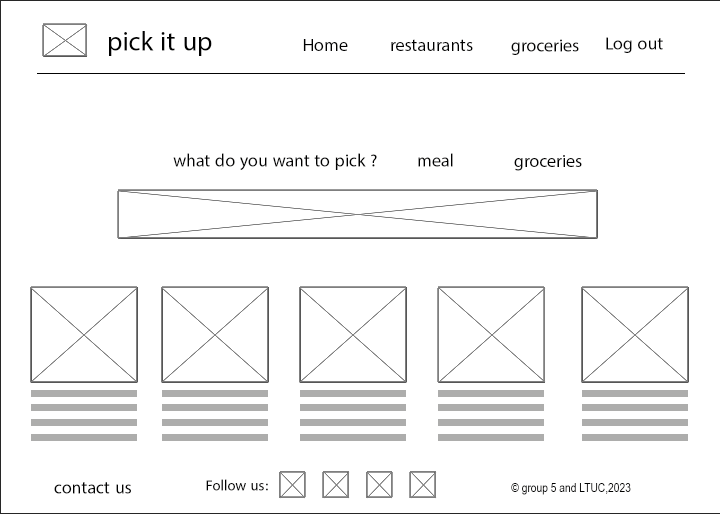 pick it up
Home restaurants groceries Log out
what do you want to pick ? meal groceries
contact us Follow us: © group 5 and LTUC,2023